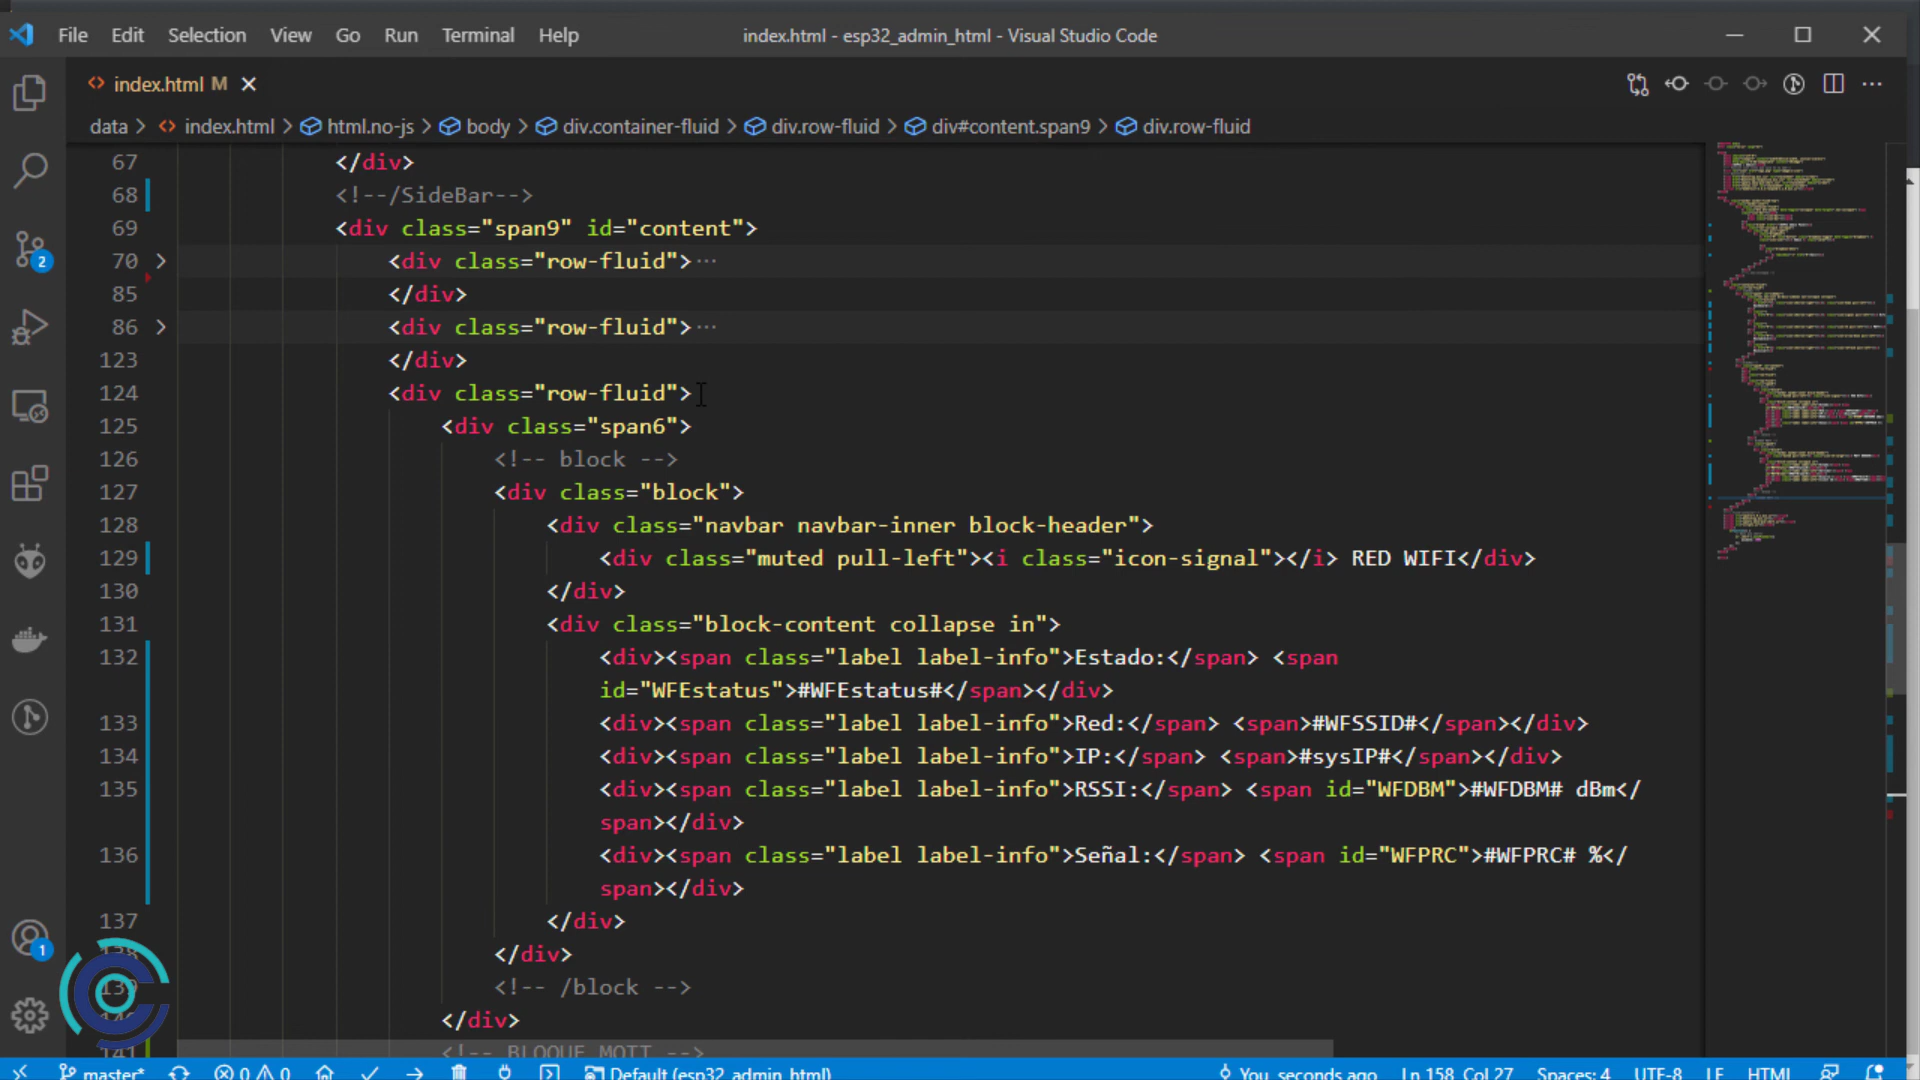 File Edit Selection View Go Run Terminal Help index.html - esp32_admin_html - Visual Studio Code
<> index.html M
data > <> index.html > html.no-js > body > div.container-fluid > div.row-fluid > div#content.span9 > div.row-fluid
67 </div>
68 <!--/SideBar-->
69 <div class="span9" id="content">
70 <div class="row-fluid"> ···
85 </div>
86 <div class="row-fluid"> ···
123 </div>
124 <div class="row-fluid">
125 <div class="span6">
126 <!-- block -->
127 <div class="block">
128 <div class="navbar navbar-inner block-header">
129 <div class="muted pull-left"><i class="icon-signal"></i> RED WIFI</div>
130 </div>
131 <div class="block-content collapse in">
132 <div><span class="label label-info">Estado:</span> <span
id="WFEstatus">#WFEstatus#</span></div>
133 <div><span class="label label-info">Red:</span> <span>#WFSSID#</span></div>
134 <div><span class="label label-info">IP:</span> <span>#sysIP#</span></div>
135 <div><span class="label label-info">RSSI:</span> <span id="WFDBM">#WFDBM# dBm</
span></div>
136 <div><span class="label label-info">Señal:</span> <span id="WFPRC">#WFPRC# %</
span></div>
137 </div>
138 </div>
139 <!-- /block -->
140 </div>
141 <!-- BLOQUE MQTT -->
2
1
master* 0 0 Default (esp32_admin_html) You, seconds ago Ln 158, Col 27 Spaces: 4 UTF-8 LF HTML